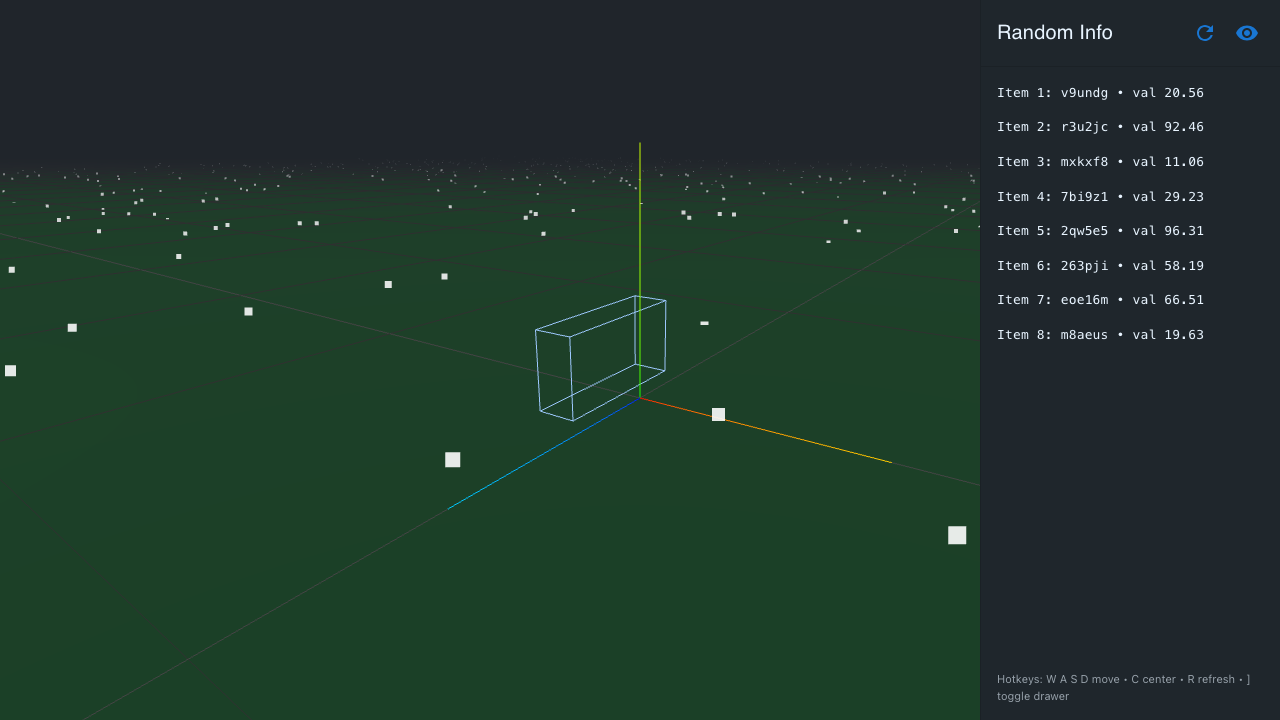 Random Info
Item 1: v9undg • val 20.56
Item 2: r3u2jc • val 92.46
Item 3: mxkxf8 • val 11.06
Item 4: 7bi9z1 • val 29.23
Item 5: 2qw5e5 • val 96.31
Item 6: 263pji • val 58.19
Item 7: eoe16m • val 66.51
Item 8: m8aeus • val 19.63
Hotkeys: W A S D move • C center • R refresh • ]
toggle drawer